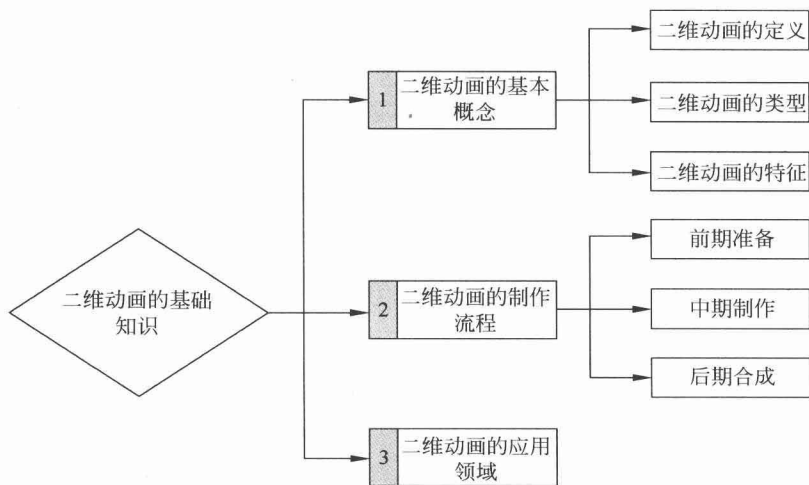 二维动画的基础
知识
1
二维动画的基本
概念
二维动画的定义
二维动画的类型
二维动画的特征
2
二维动画的制作
流程
前期准备
中期制作
后期合成
3
二维动画的应用
领域